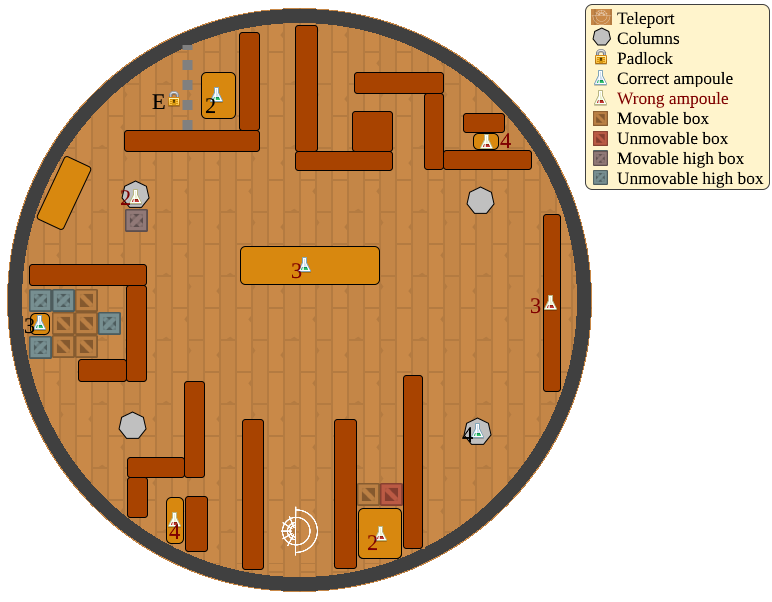 Teleport
Columns
Padlock
Correct ampoule
Wrong ampoule
Movable box
Unmovable box
Movable high box
Unmovable high box
E
2
4
2
3
3
3
4
4
2